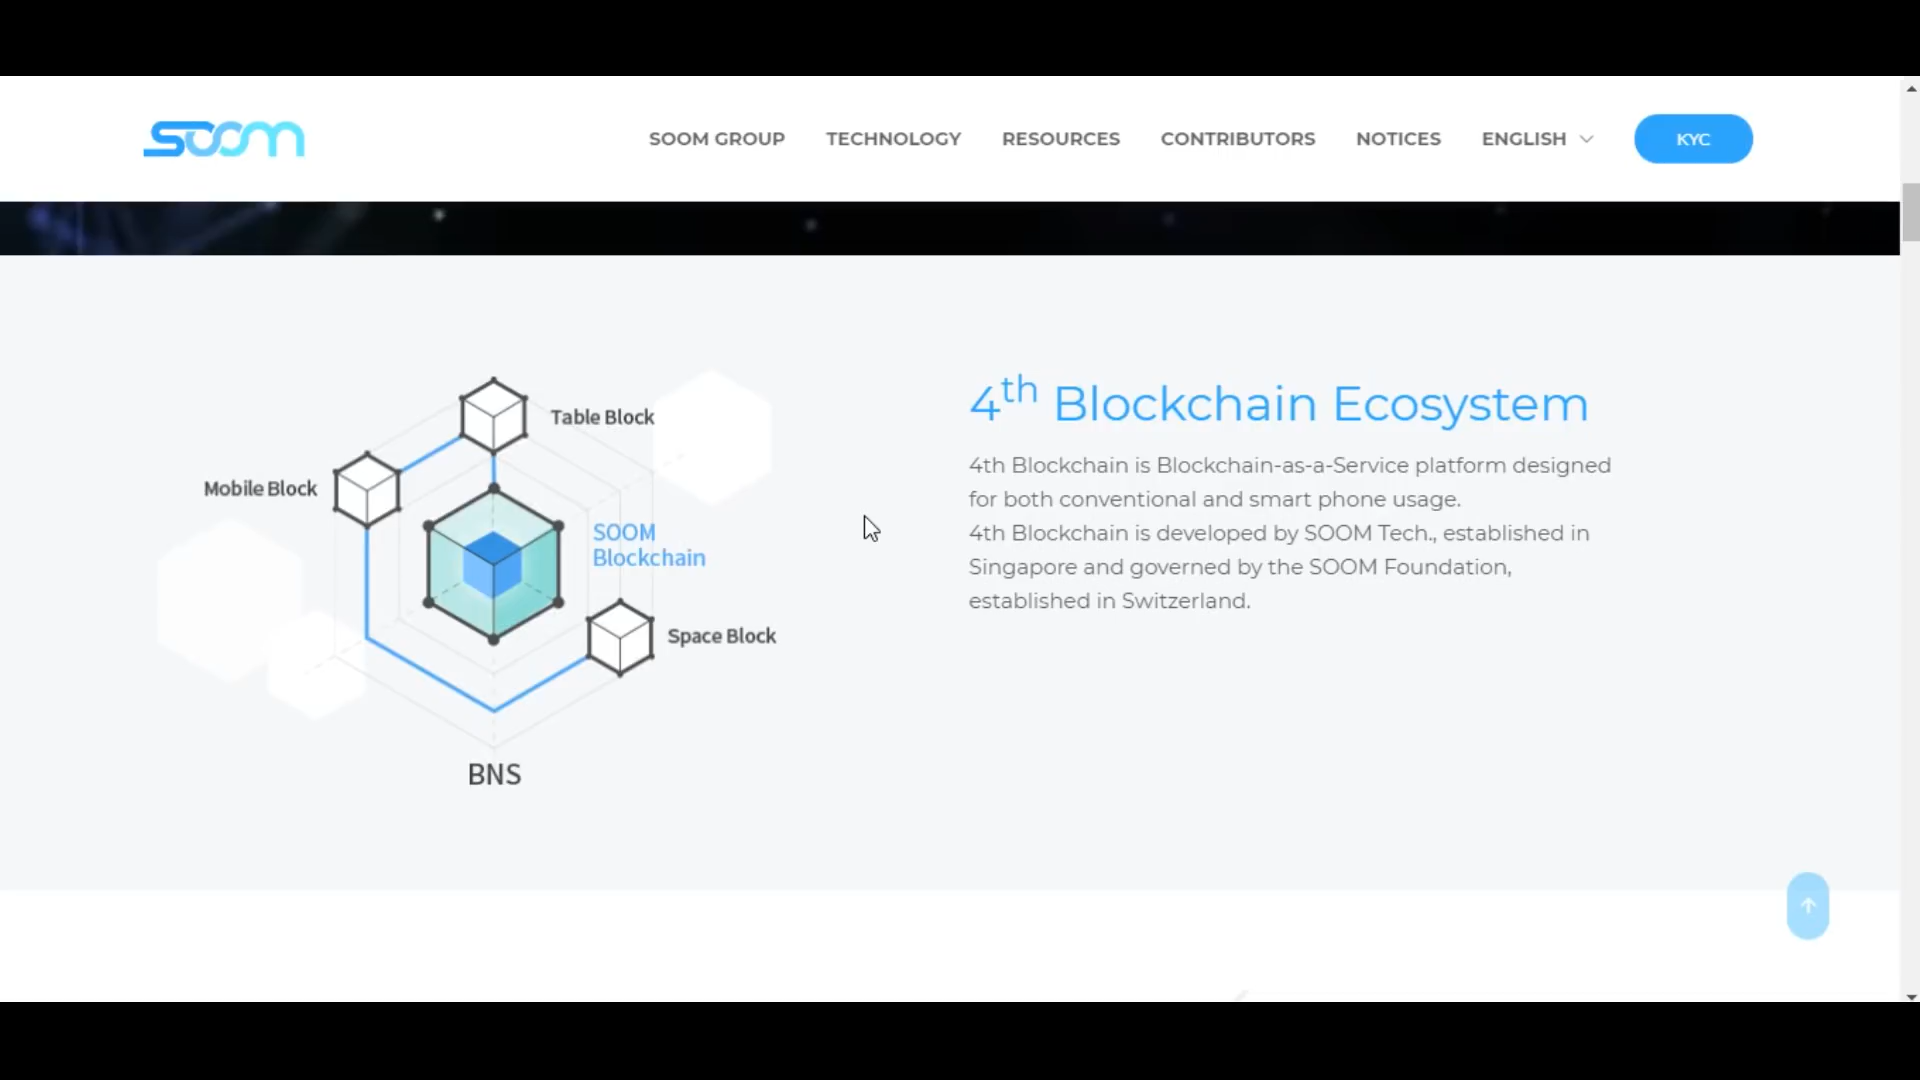 soom
SOOM GROUP TECHNOLOGY RESOURCES CONTRIBUTORS NOTICES ENGLISH KYC
Table Block
Mobile Block
SOOM
Blockchain
Space Block
BNS
4th Blockchain Ecosystem
4th Blockchain is Blockchain-as-a-Service platform designed
for both conventional and smart phone usage.
4th Blockchain is developed by SOOM Tech., established in
Singapore and governed by the SOOM Foundation,
established in Switzerland.